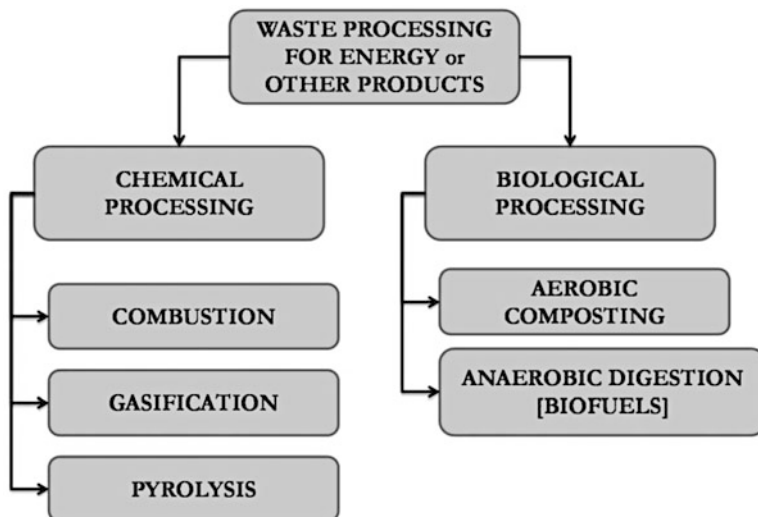 WASTE PROCESSING
FOR ENERGY or
OTHER PRODUCTS
CHEMICAL
PROCESSING
COMBUSTION
GASIFICATION
PYROLYSIS
BIOLOGICAL
PROCESSING
AEROBIC
COMPOSTING
ANAEROBIC DIGESTION
[BIOFUELS]